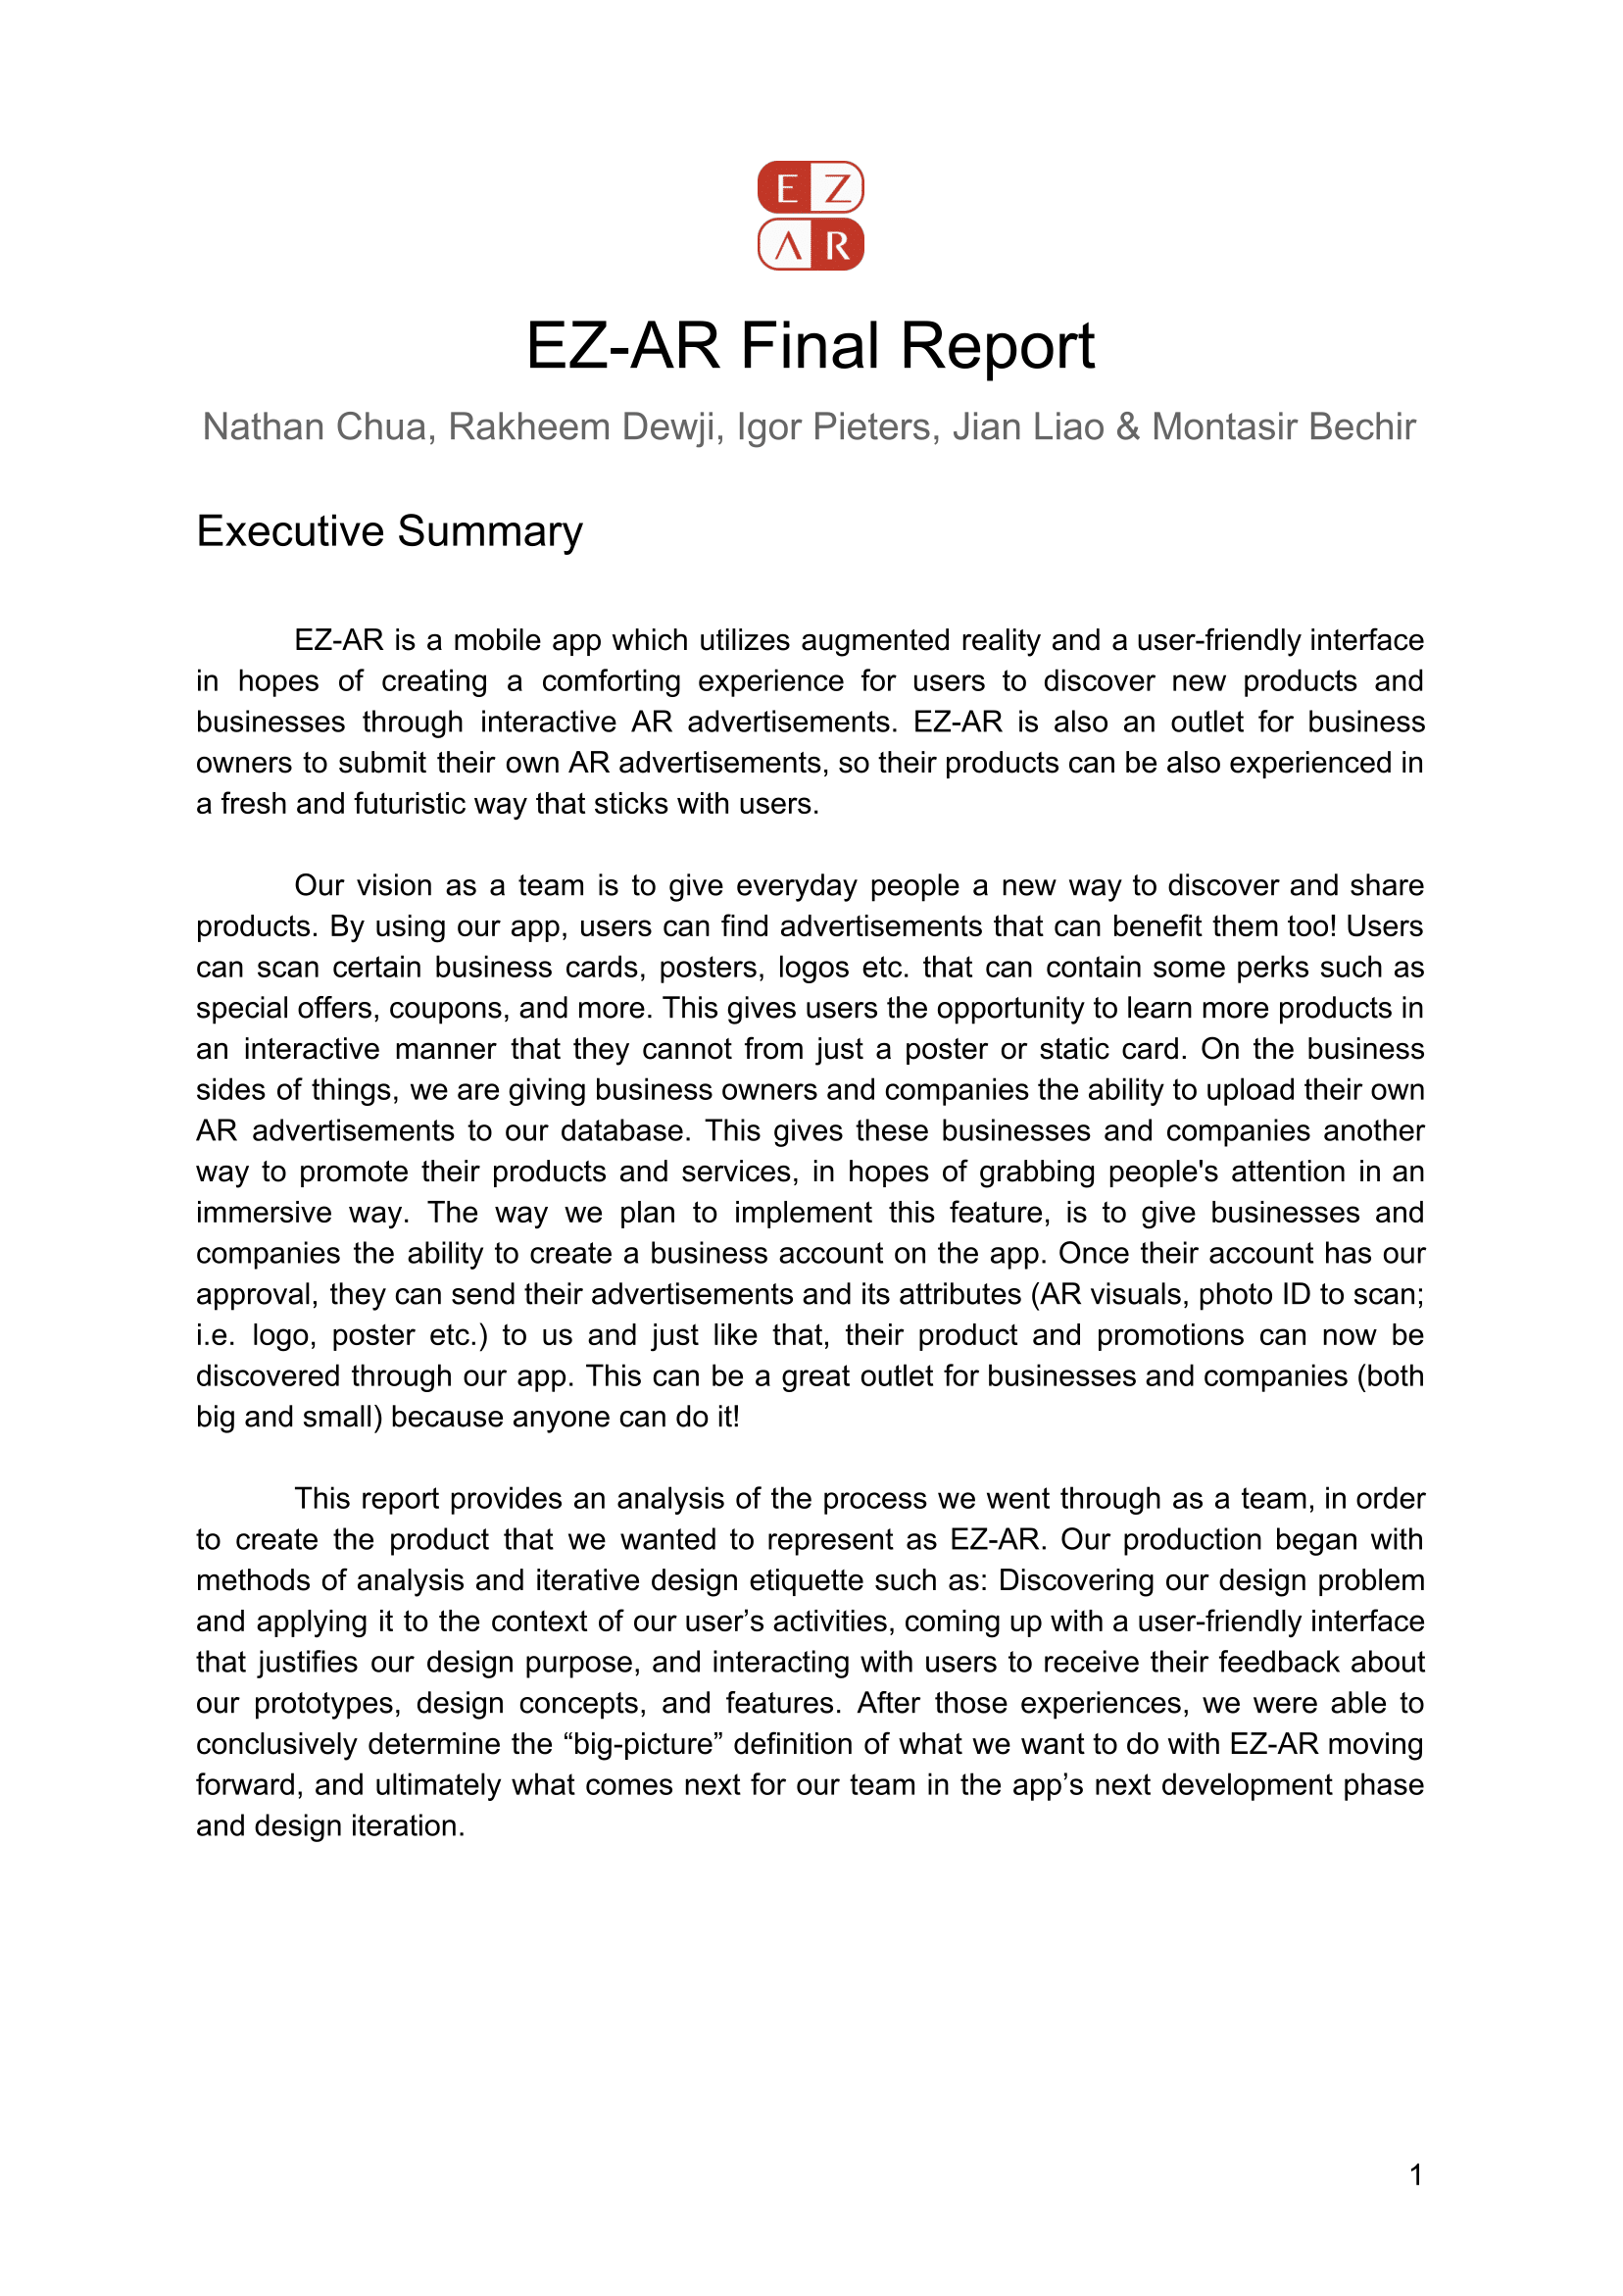 E Z
A R
EZ-AR Final Report
Nathan Chua, Rakheem Dewji, Igor Pieters, Jian Liao & Montasir Bechir
Executive Summary
EZ-AR is a mobile app which utilizes augmented reality and a user-friendly interface
in hopes of creating a comforting experience for users to discover new products and
businesses through interactive AR advertisements. EZ-AR is also an outlet for business
owners to submit their own AR advertisements, so their products can be also experienced in
a fresh and futuristic way that sticks with users.
Our vision as a team is to give everyday people a new way to discover and share
products. By using our app, users can find advertisements that can benefit them too! Users
can scan certain business cards, posters, logos etc. that can contain some perks such as
special offers, coupons, and more. This gives users the opportunity to learn more products in
an interactive manner that they cannot from just a poster or static card. On the business
sides of things, we are giving business owners and companies the ability to upload their own
AR advertisements to our database. This gives these businesses and companies another
way to promote their products and services, in hopes of grabbing people's attention in an
immersive way. The way we plan to implement this feature, is to give businesses and
companies the ability to create a business account on the app. Once their account has our
approval, they can send their advertisements and its attributes (AR visuals, photo ID to scan;
i.e. logo, poster etc.) to us and just like that, their product and promotions can now be
discovered through our app. This can be a great outlet for businesses and companies (both
big and small) because anyone can do it!
This report provides an analysis of the process we went through as a team, in order
to create the product that we wanted to represent as EZ-AR. Our production began with
methods of analysis and iterative design etiquette such as: Discovering our design problem
and applying it to the context of our user’s activities, coming up with a user-friendly interface
that justifies our design purpose, and interacting with users to receive their feedback about
our prototypes, design concepts, and features. After those experiences, we were able to
conclusively determine the “big-picture” definition of what we want to do with EZ-AR moving
forward, and ultimately what comes next for our team in the app’s next development phase
and design iteration.
1